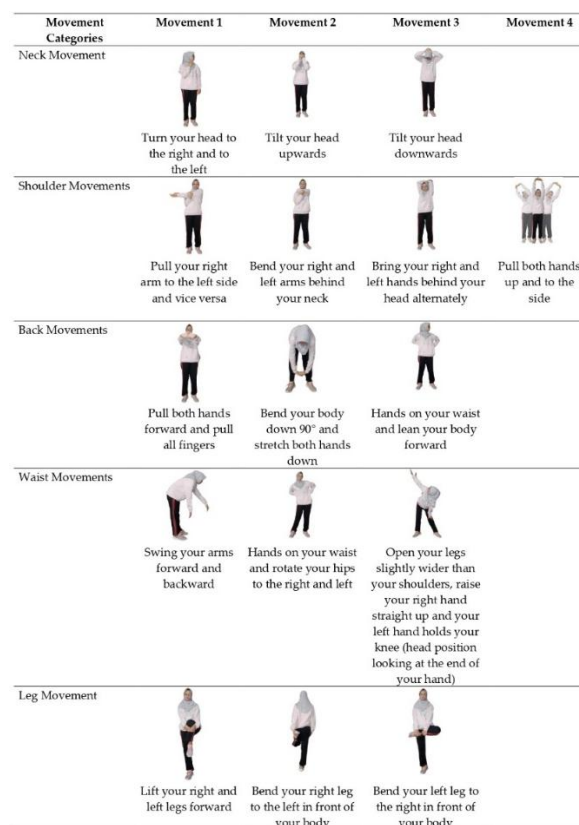 Movement Movement 1 Movement 2 Movement 3 Movement 4
Categories
Neck Movement
Turn your head to Tilt your head Tilt your head
the right and to upwards downwards
the left
Shoulder Movements
Pull your right Bend your right and Bring your right and Pull both hands
arm to the left side left arms behind left hands behind your up and to the
and vice versa your neck head alternately side
Back Movements
Pull both hands Bend your body Hands on your waist
forward and pull down 90° and and lean your body
all fingers stretch both hands forward
down
Waist Movements
Swing your arms Hands on your waist Open your legs
forward and and rotate your hips slightly wider than
backward to the right and left your shoulders, raise
your right hand
straight up and your
left hand holds your
knee (head position
looking at the end of
your hand)
Leg Movement
Lift your right and Bend your right leg Bend your left leg to
left legs forward to the left in front of the right in front of
your body your body